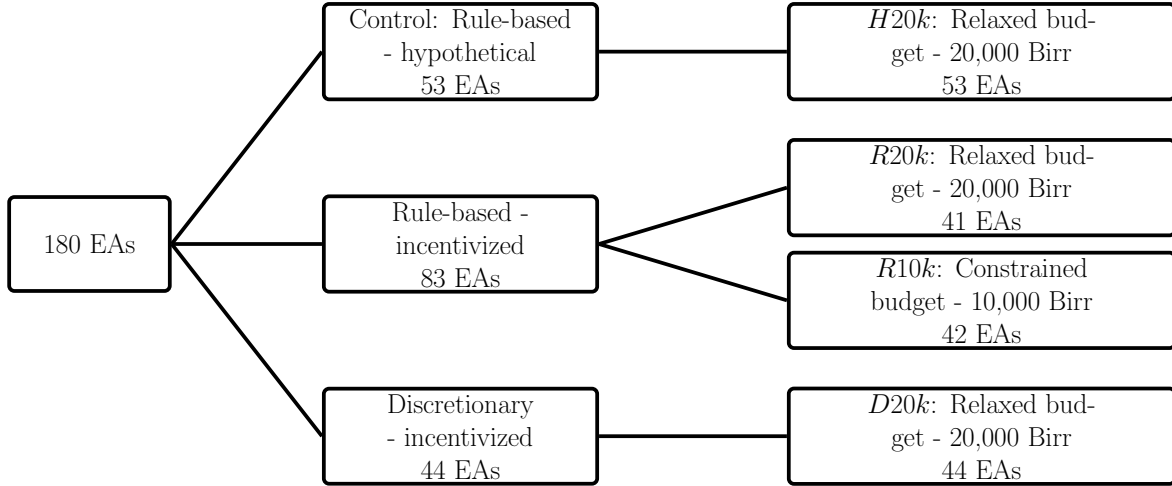 180 EAs
Control: Rule-based
- hypothetical
53 EAs
H20k: Relaxed bud-
get - 20,000 Birr
53 EAs
Rule-based -
incentivized
83 EAs
R20k: Relaxed bud-
get - 20,000 Birr
41 EAs
R10k: Constrained
budget - 10,000 Birr
42 EAs
Discretionary
- incentivized
44 EAs
D20k: Relaxed bud-
get - 20,000 Birr
44 EAs